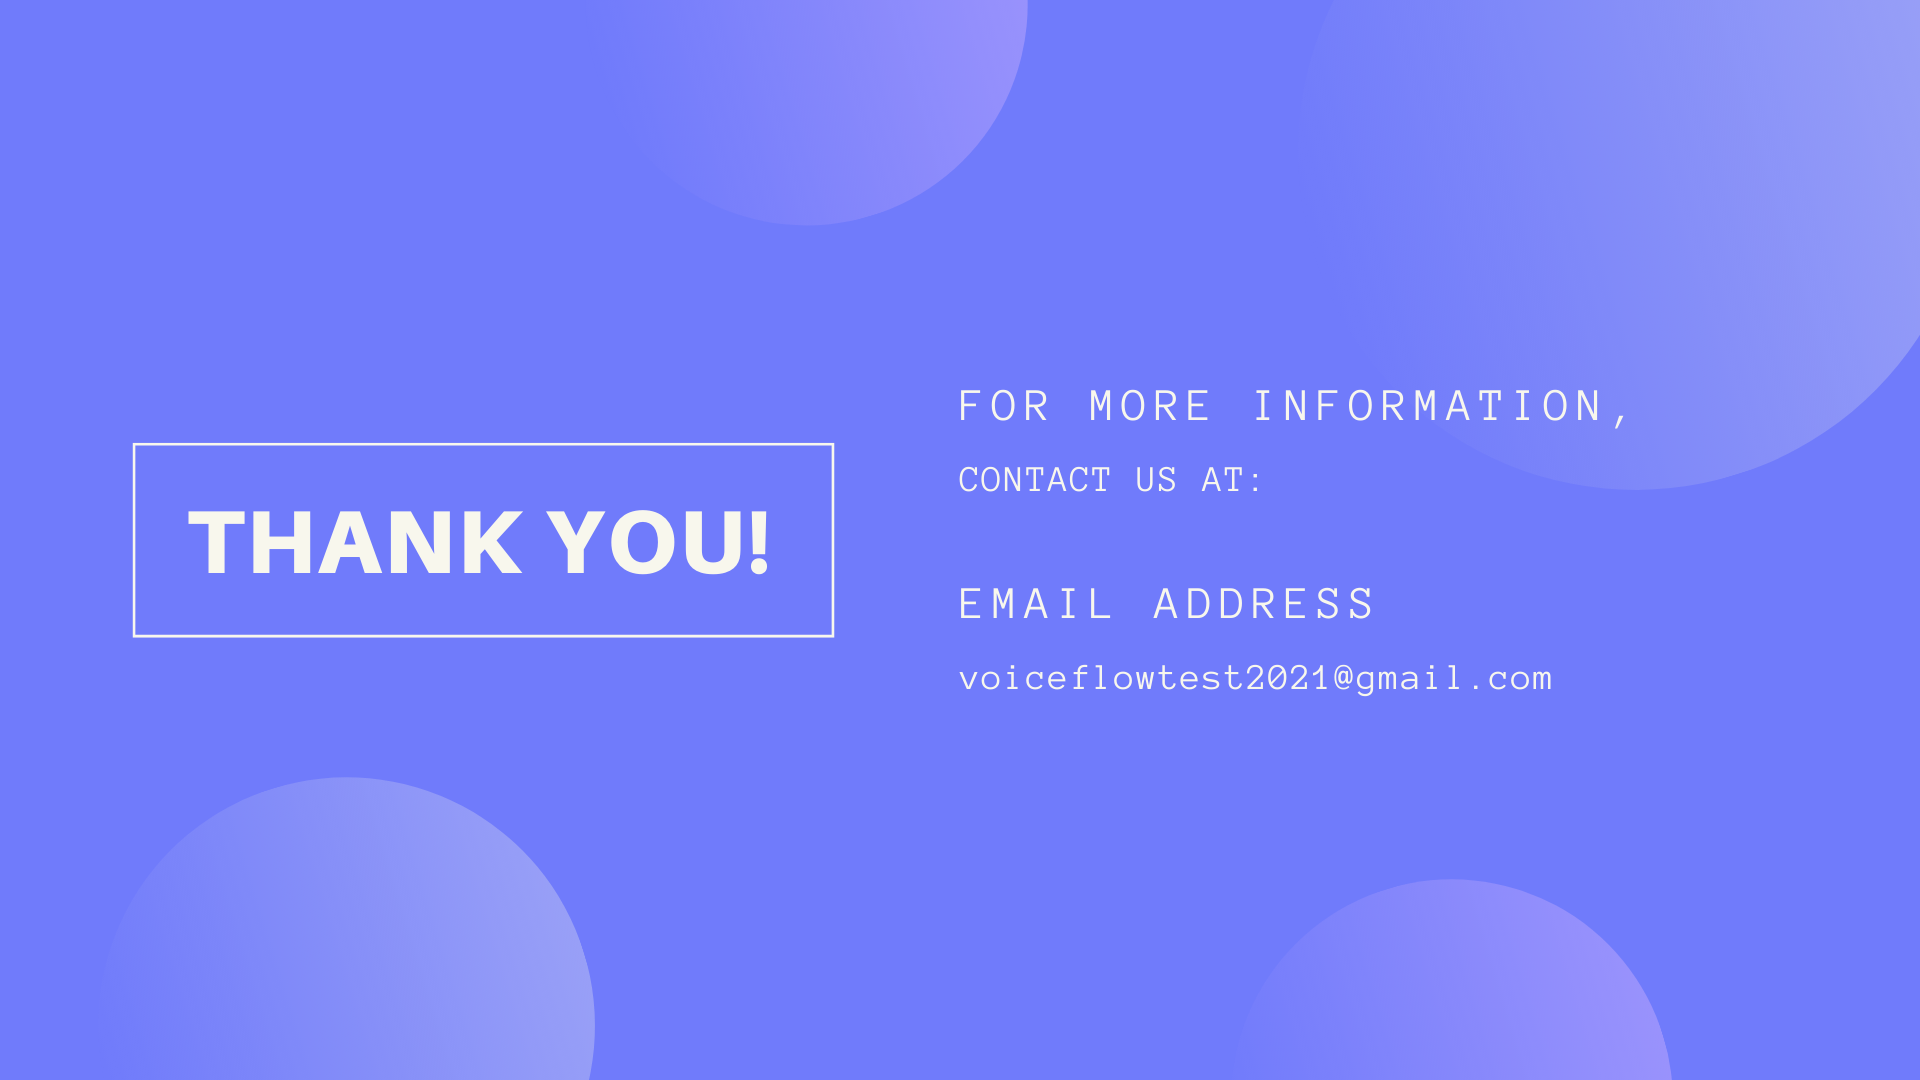 THANK YOU!
FOR MORE INFORMATION,
CONTACT US AT:
EMAIL ADDRESS
voiceflowtest2021@gmail.com